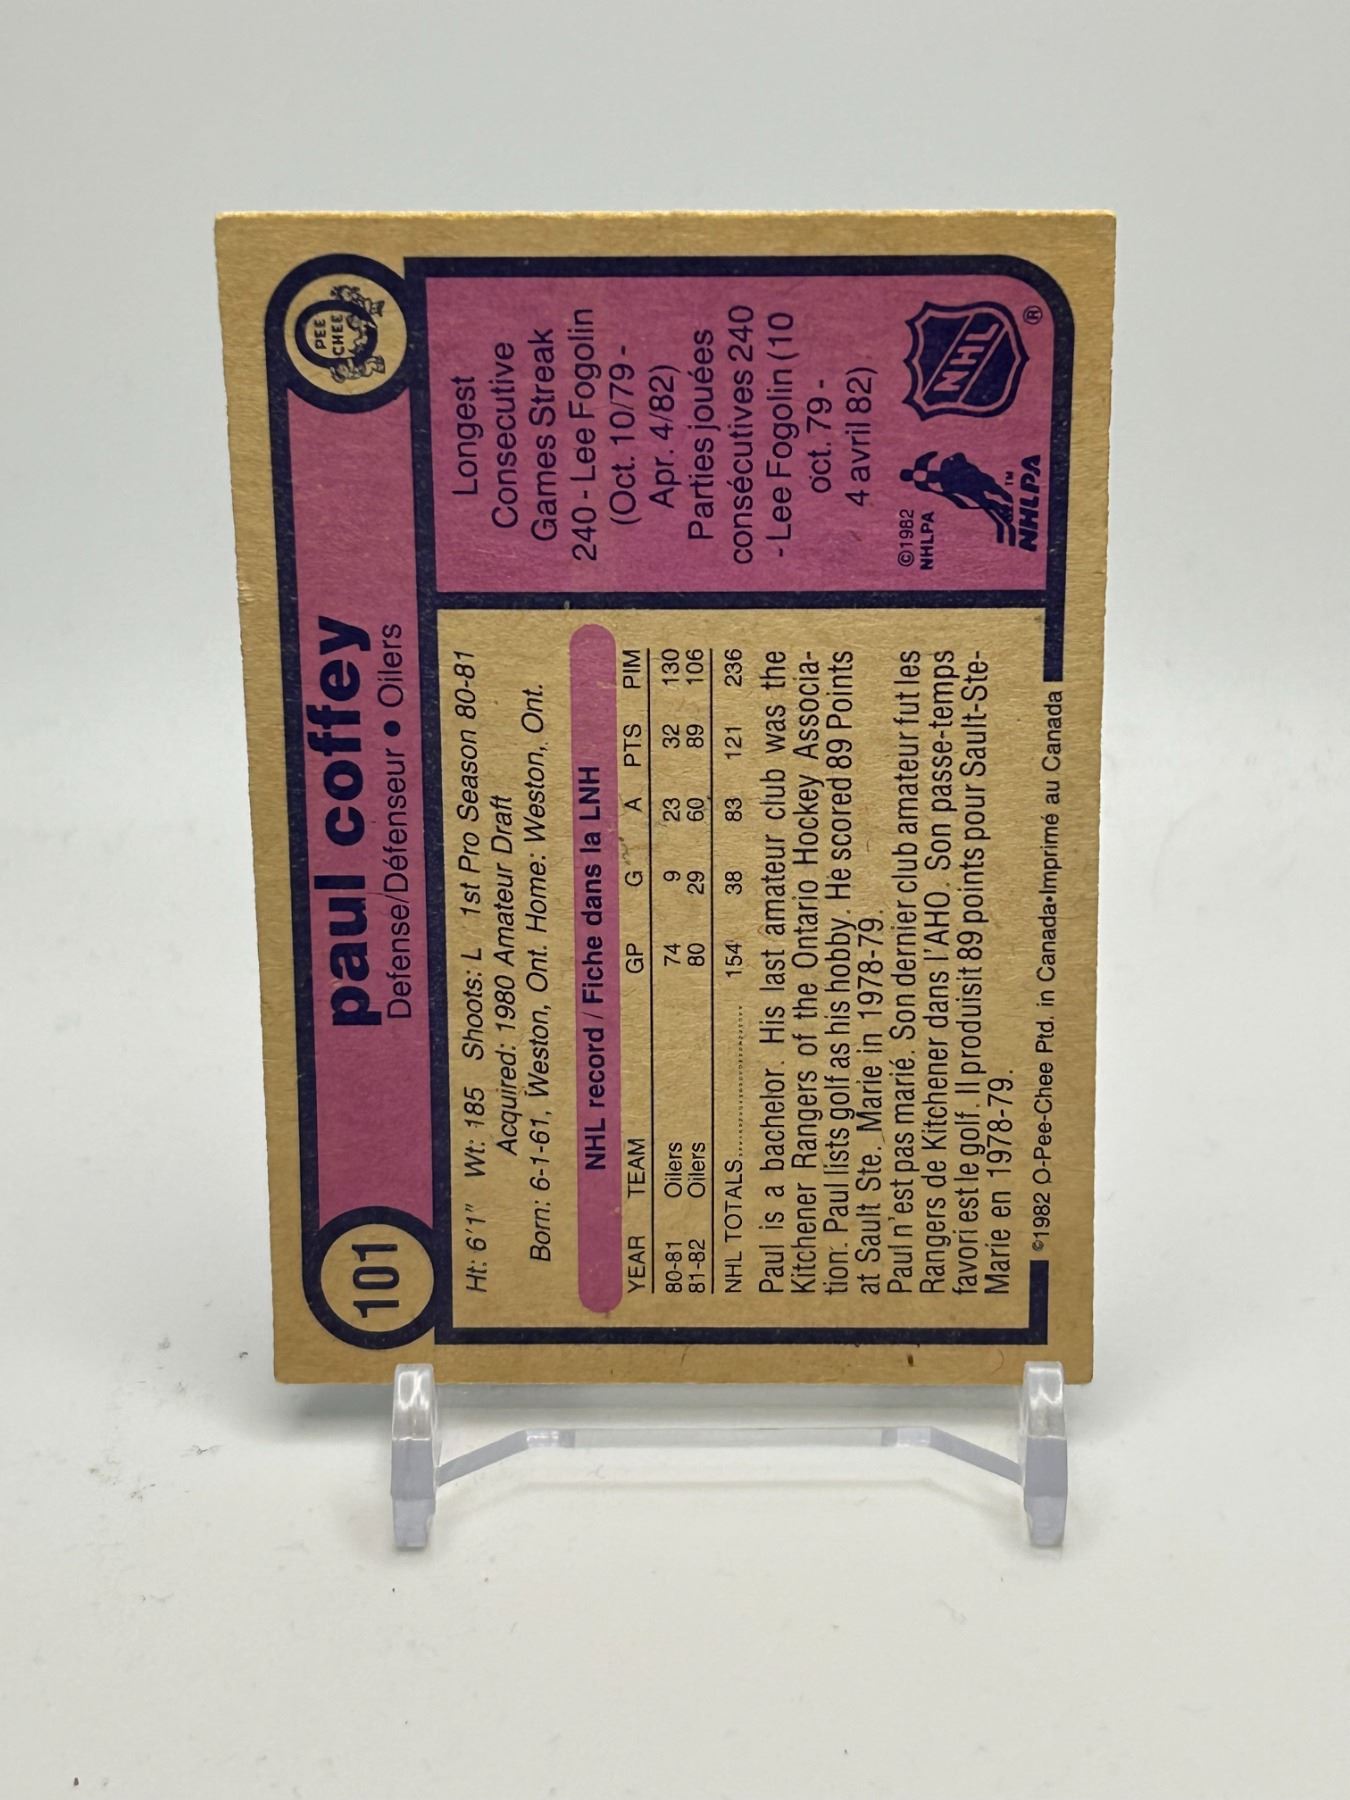 101
paul coffey
Defense/Défenseur • Oilers
O
PEE
CHEE
Ht: 6'1" Wt: 185 Shoots: L 1st Pro Season 80-81
Acquired: 1980 Amateur Draft
Born: 6-1-61, Weston, Ont. Home: Weston, Ont.
NHL record / Fiche dans la LNH
YEAR TEAM GP G A PTS PIM
80-81 Oilers 74 9 23 32 130
81-82 Oilers 80 29 60 89 106
NHL TOTALS.................... 154 38 83 121 236
Paul is a bachelor. His last amateur club was the
Kitchener Rangers of the Ontario Hockey Associa-
tion. Paul lists golf as his hobby. He scored 89 Points
at Sault Ste. Marie in 1978-79.
Paul n'est pas marié. Son dernier club amateur fut les
Rangers de Kitchener dans l'AHO. Son passe-temps
favori est le golf. Il produisit 89 points pour Sault-Ste-
Marie en 1978-79.
©1982 O-Pee-Chee Ptd. in Canada•Imprimé au Canada
Longest
Consecutive
Games Streak
240 - Lee Fogolin
(Oct. 10/79 -
Apr. 4/82)
Parties jouées
consécutives 240
- Lee Fogolin (10
oct. 79 -
4 avril 82)
©1982
NHLPA
NHLPA™
NHL®